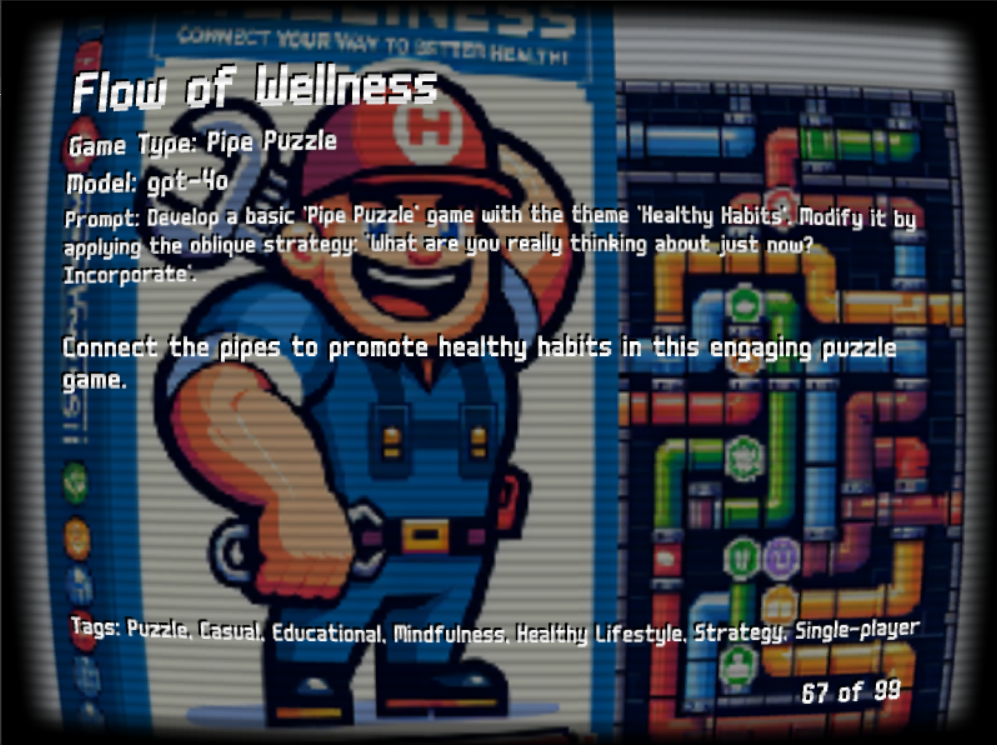 WELLNESS
CONNECT YOUR WAY TO BETTER HEALTH!
Flow of Wellness
H
Game Type: Pipe Puzzle
Model: gpt-4o
Prompt: Develop a basic 'Pipe Puzzle' game with the theme 'Healthy Habits'. Modify it by
applying the oblique strategy: 'What are you really thinking about just now?
Incorporate'.
Connect the pipes to promote healthy habits in this engaging puzzle
game.
Tags: Puzzle, Casual, Educational, Mindfulness, Healthy Lifestyle, Strategy, Single-player
67 of 99